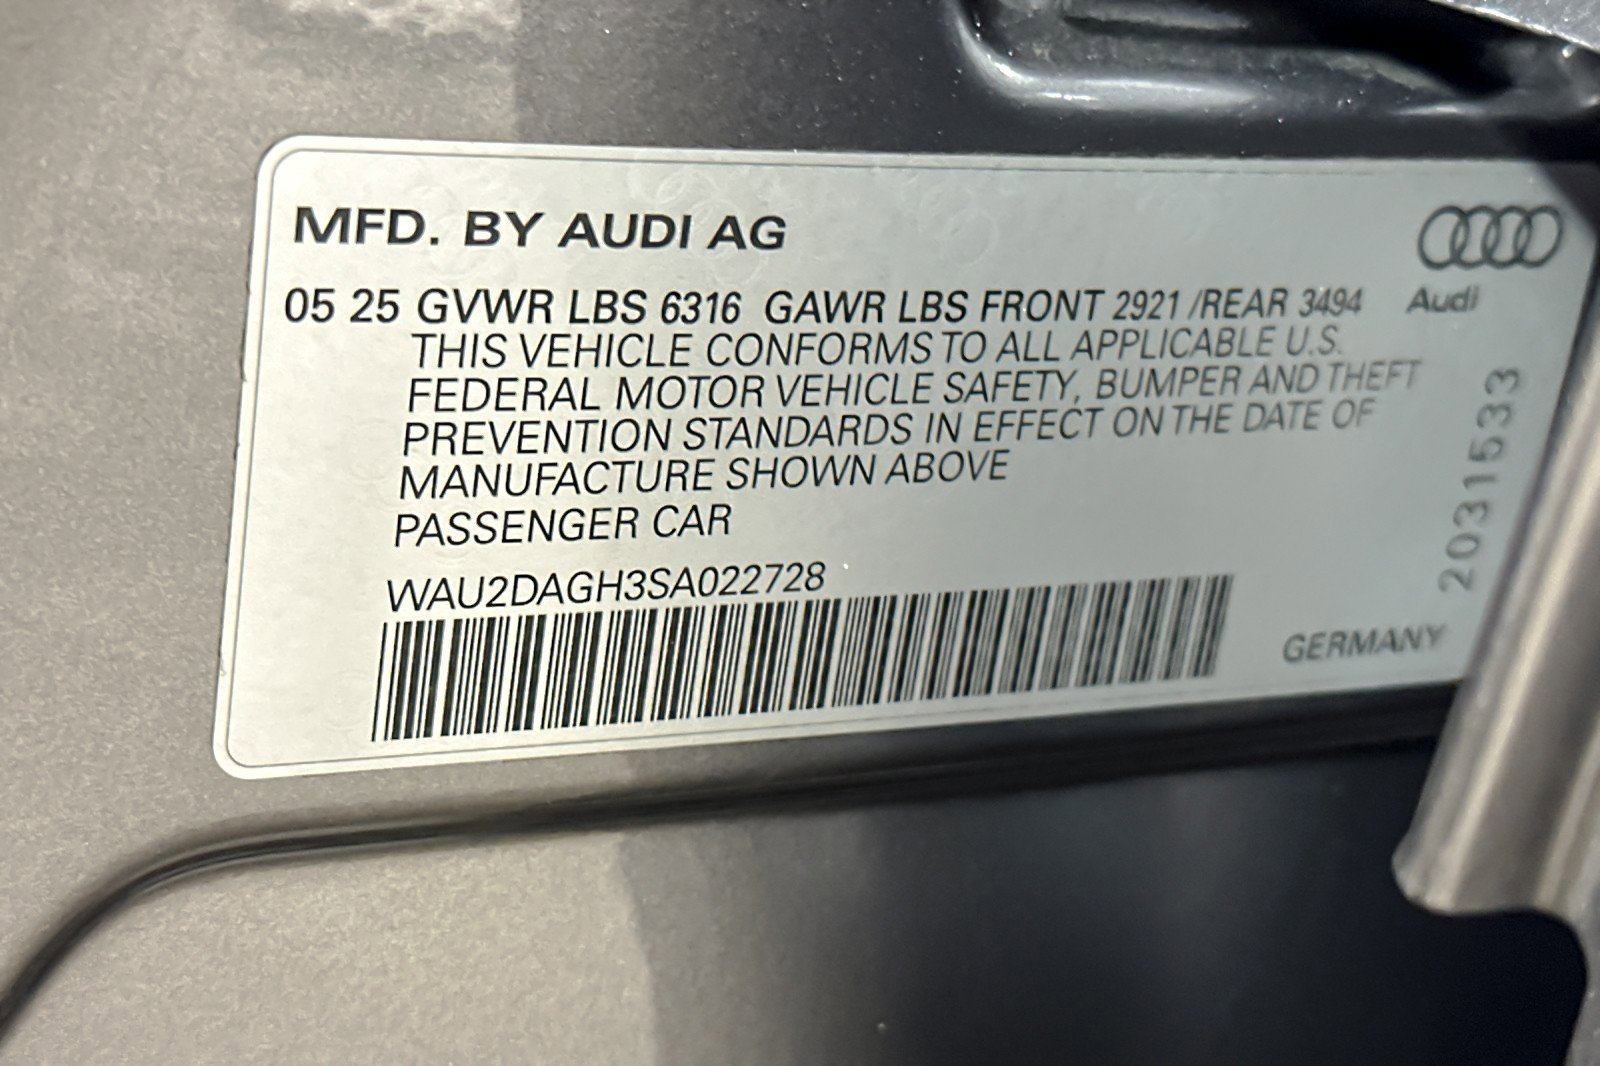 MFD. BY AUDI AG
Audi
05 25 GVWR LBS 6316 GAWR LBS FRONT 2921 /REAR 3494
THIS VEHICLE CONFORMS TO ALL APPLICABLE U.S.
FEDERAL MOTOR VEHICLE SAFETY, BUMPER AND THEFT
PREVENTION STANDARDS IN EFFECT ON THE DATE OF
MANUFACTURE SHOWN ABOVE
PASSENGER CAR
WAU2DAGH3SA022728
GERMANY
2031533